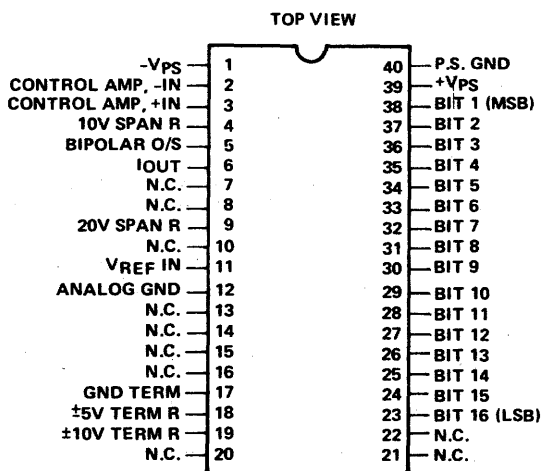 TOP VIEW
-VPS 1 40 P.S. GND
CONTROL AMP, -IN 2 39 +VPS
CONTROL AMP, +IN 3 38 BIT 1 (MSB)
10V SPAN R 4 37 BIT 2
BIPOLAR O/S 5 36 BIT 3
IOUT 6 35 BIT 4
N.C. 7 34 BIT 5
N.C. 8 33 BIT 6
20V SPAN R 9 32 BIT 7
N.C. 10 31 BIT 8
VREF IN 11 30 BIT 9
ANALOG GND 12 29 BIT 10
N.C. 13 28 BIT 11
N.C. 14 27 BIT 12
N.C. 15 26 BIT 13
N.C. 16 25 BIT 14
GND TERM 17 24 BIT 15
±5V TERM R 18 23 BIT 16 (LSB)
±10V TERM R 19 22 N.C.
N.C. 20 21 N.C.